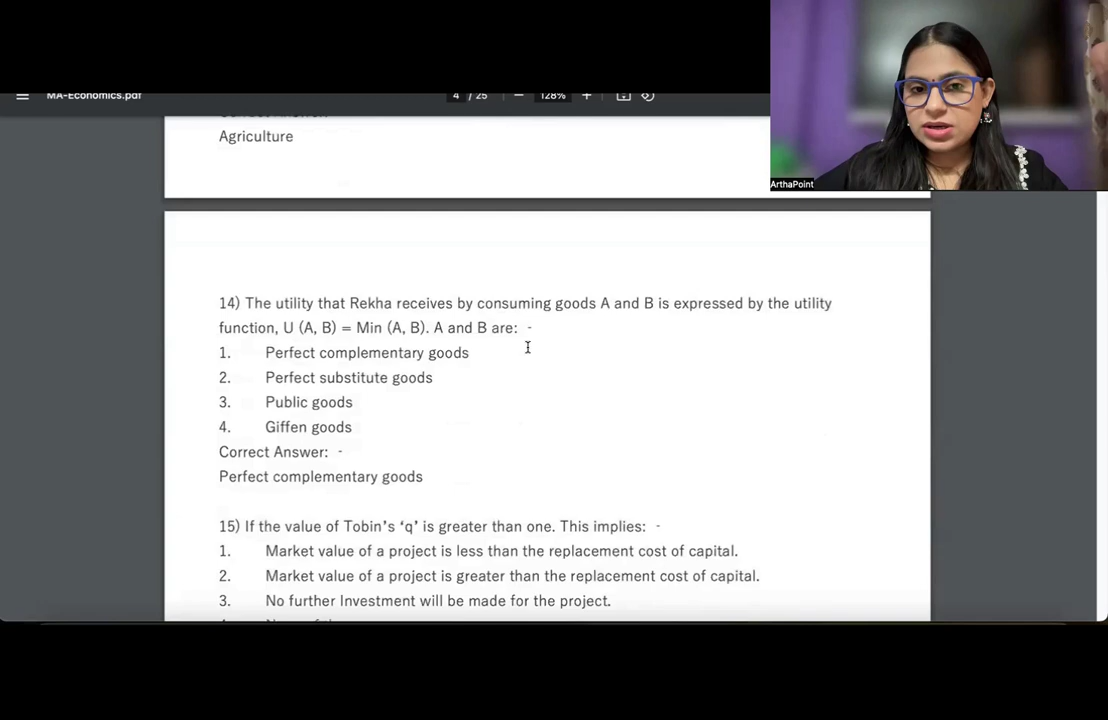 MA-Economics.pdf
4 / 25
128%
ArthaPoint
Agriculture
14) The utility that Rekha receives by consuming goods A and B is expressed by the utility
function, U (A, B) = Min (A, B). A and B are: -
1. Perfect complementary goods
2. Perfect substitute goods
3. Public goods
4. Giffen goods
Correct Answer: -
Perfect complementary goods
15) If the value of Tobin’s ‘q’ is greater than one. This implies: -
1. Market value of a project is less than the replacement cost of capital.
2. Market value of a project is greater than the replacement cost of capital.
3. No further Investment will be made for the project.